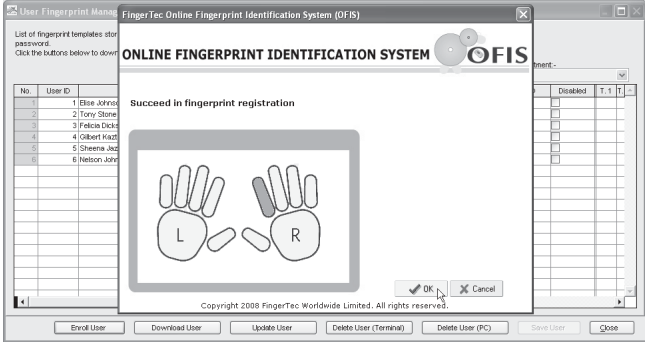 User Fingerprint Manag
FingerTec Online Fingerprint Identification System (OFIS)
List of fingerprint templates stor
password.
Click the buttons below to down
ONLINE FINGERPRINT IDENTIFICATION SYSTEM OFIS
tment:-
No. User ID Disabled T. 1 T.
1 1 Elise Johnso
2 2 Tony Stone
3 3 Felicia Dicks
4 4 Gilbert Kazt
5 5 Sheena Jaz
6 6 Nelson John
Succeed in fingerprint registration
L R
OK Cancel
Copyright 2008 FingerTec Worldwide Limited. All rights reserved.
Enroll User Download User Update User Delete User (Terminal) Delete User (PC) Save User Close